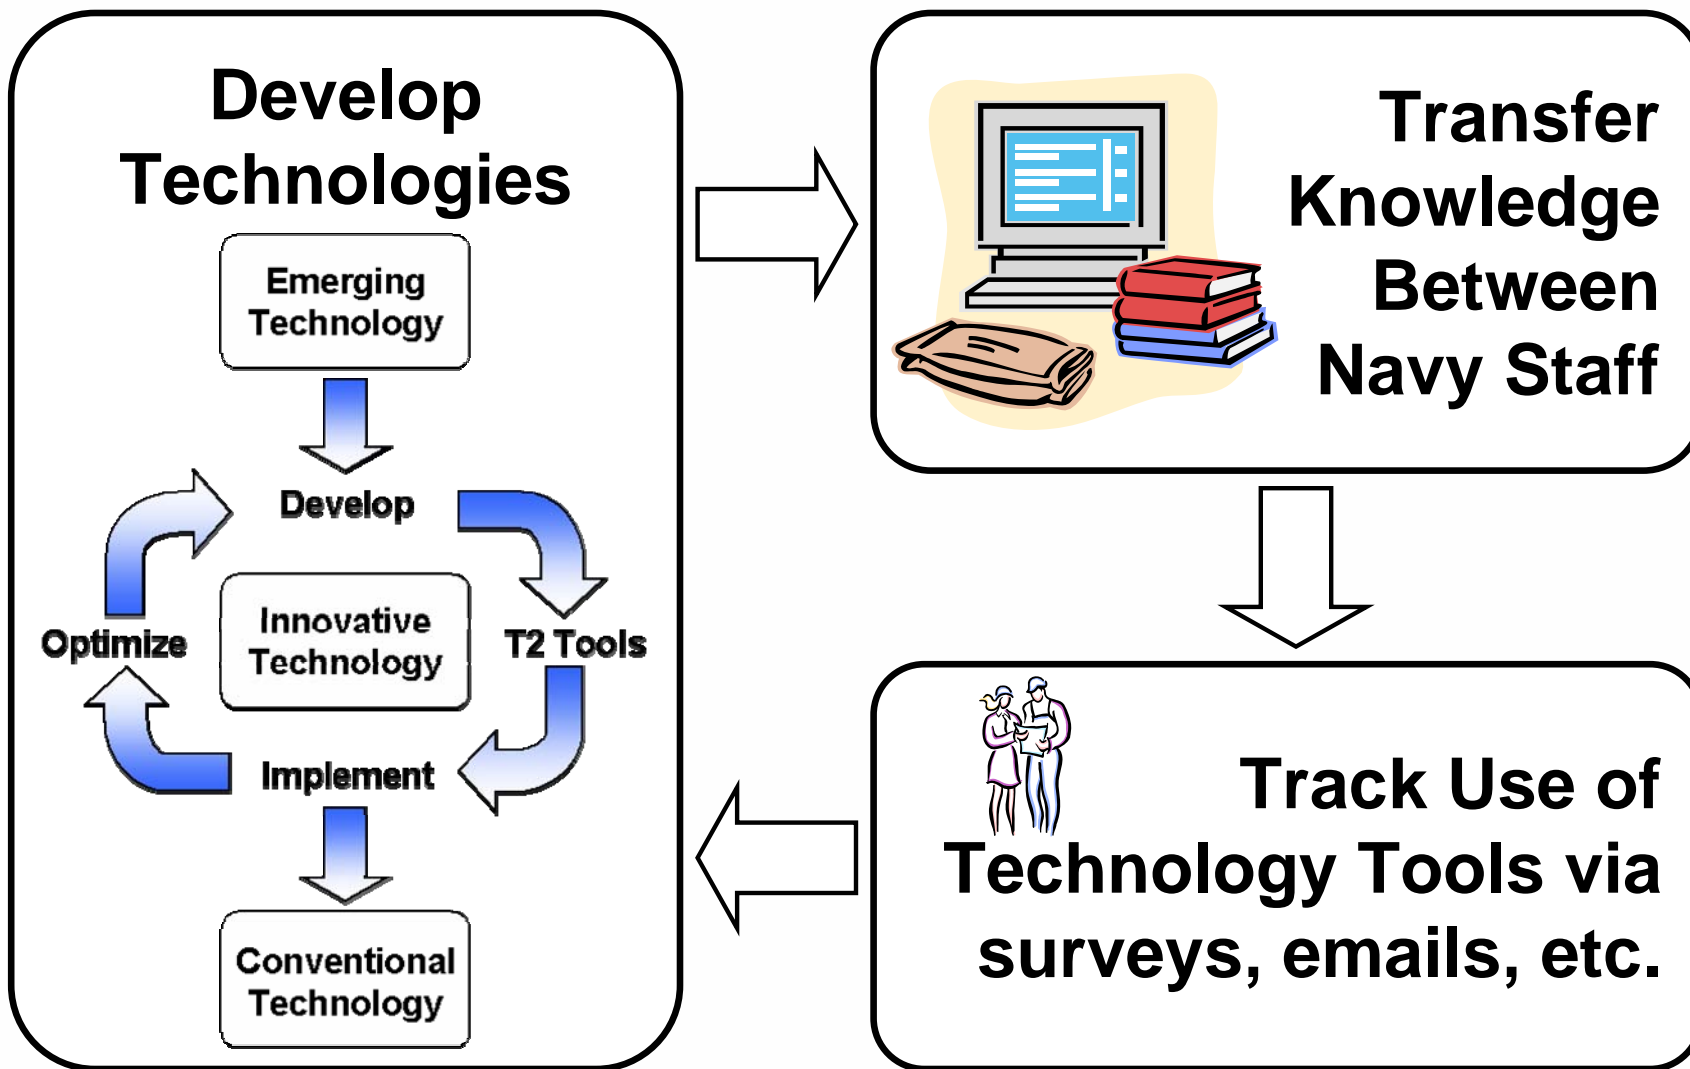 Develop
Technologies
Emerging
Technology
Develop
Optimize
Innovative
Technology
T2 Tools
Implement
Conventional
Technology
Transfer
Knowledge
Between
Navy Staff
Track Use of
Technology Tools via
surveys, emails, etc.